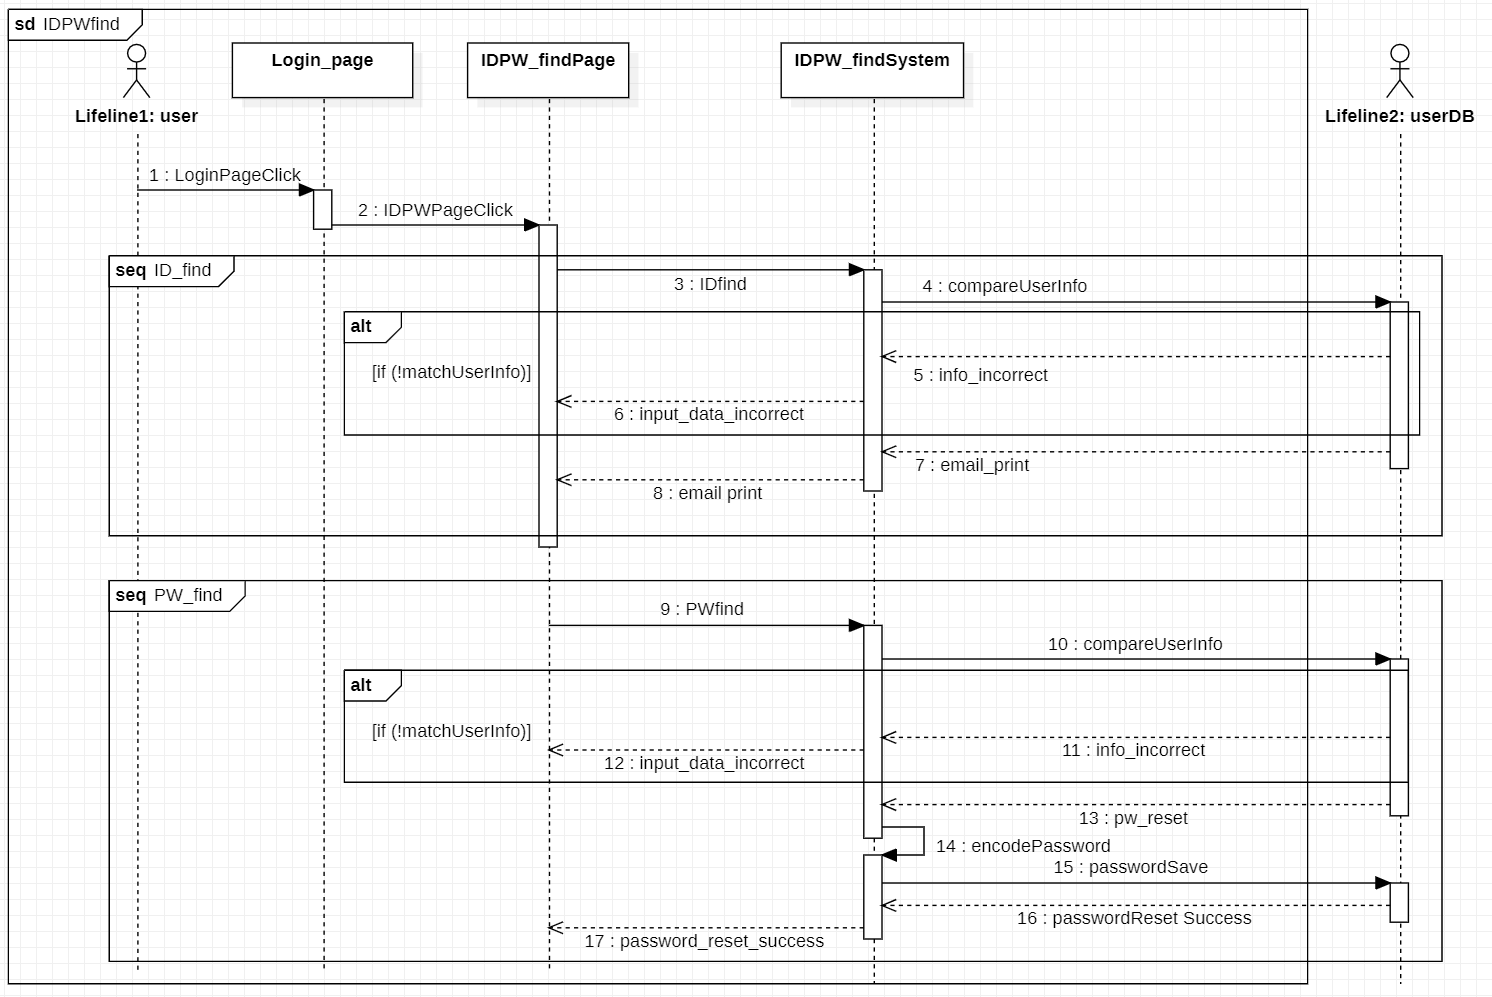 sd IDPWfind
Lifeline1: user
Login_page
IDPW_findPage
IDPW_findSystem
Lifeline2: userDB
1 : LoginPageClick
2 : IDPWPageClick
seq ID_find
3 : IDfind
4 : compareUserInfo
alt
[if (!matchUserInfo)]
5 : info_incorrect
6 : input_data_incorrect
7 : email_print
8 : email print
seq PW_find
9 : PWfind
10 : compareUserInfo
alt
[if (!matchUserInfo)]
11 : info_incorrect
12 : input_data_incorrect
13 : pw_reset
14 : encodePassword
15 : passwordSave
16 : passwordReset Success
17 : password_reset_success